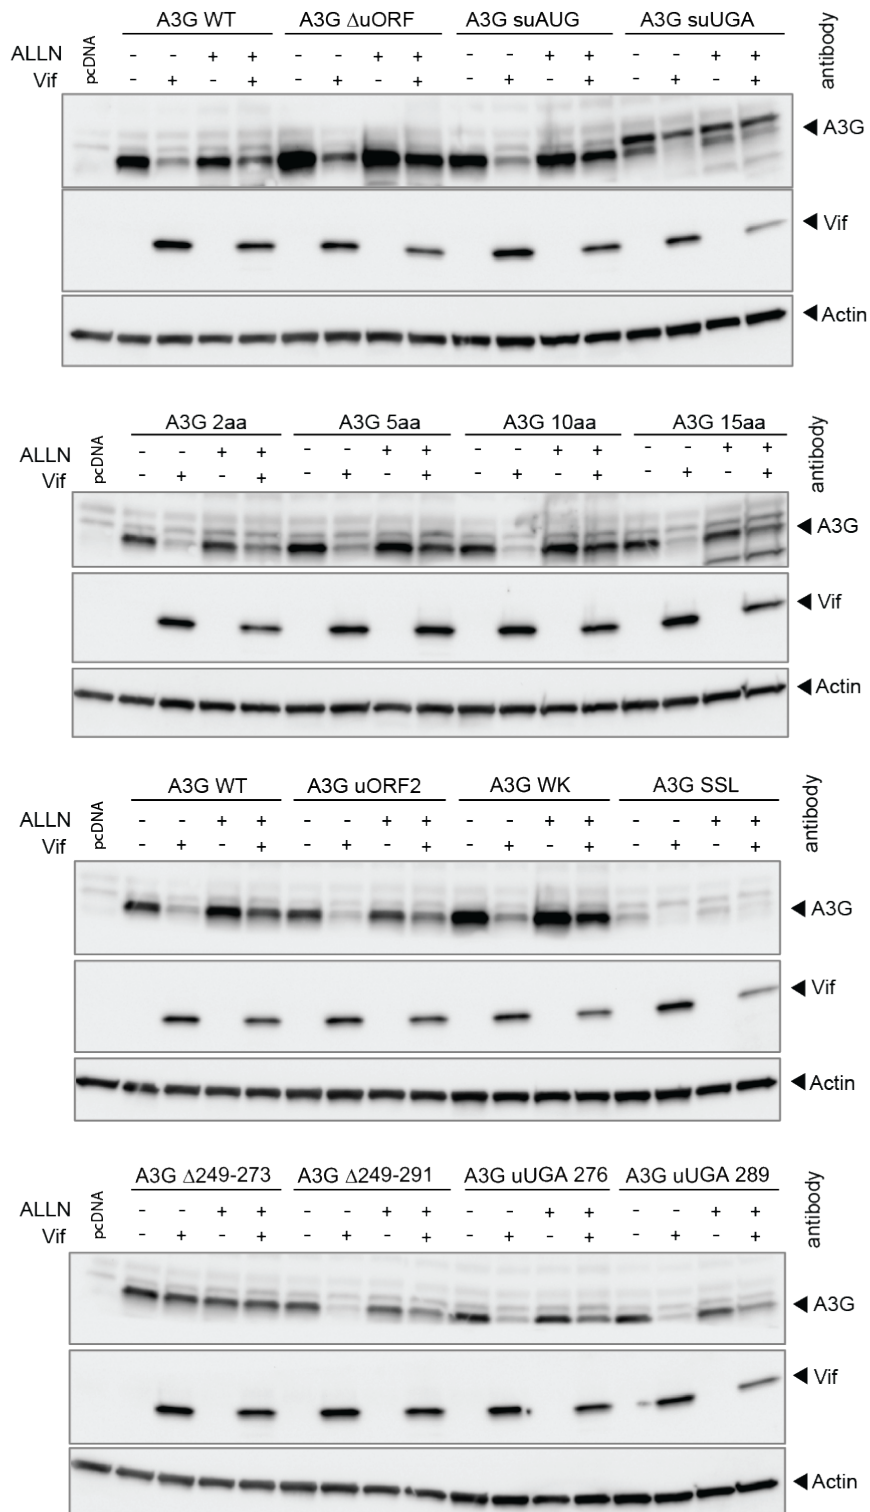 A3G WT A3G ΔuORF A3G suAUG A3G suUGA
pcDNA
antibody
ALLN - - + + - - + + - - + + - - + +
Vif - + - + - + - + - + - + - + - +
◄ A3G
◄ Vif
◄ Actin
A3G 2aa A3G 5aa A3G 10aa A3G 15aa
pcDNA
antibody
ALLN - - + + - - + + - - + + - - + +
Vif - + - + - + - + - + - + - + - +
◄ A3G
◄ Vif
◄ Actin
A3G WT A3G uORF2 A3G WK A3G SSL
pcDNA
antibody
ALLN - - + + - - + + - - + + - - + +
Vif - + - + - + - + - + - + - + - +
◄ A3G
◄ Vif
◄ Actin
A3G Δ249-273 A3G Δ249-291 A3G uUGA 276 A3G uUGA 289
pcDNA
antibody
ALLN - - + + - - + + - - + + - - + +
Vif - + - + - + - + - + - + - + - +
◄ A3G
◄ Vif
◄ Actin